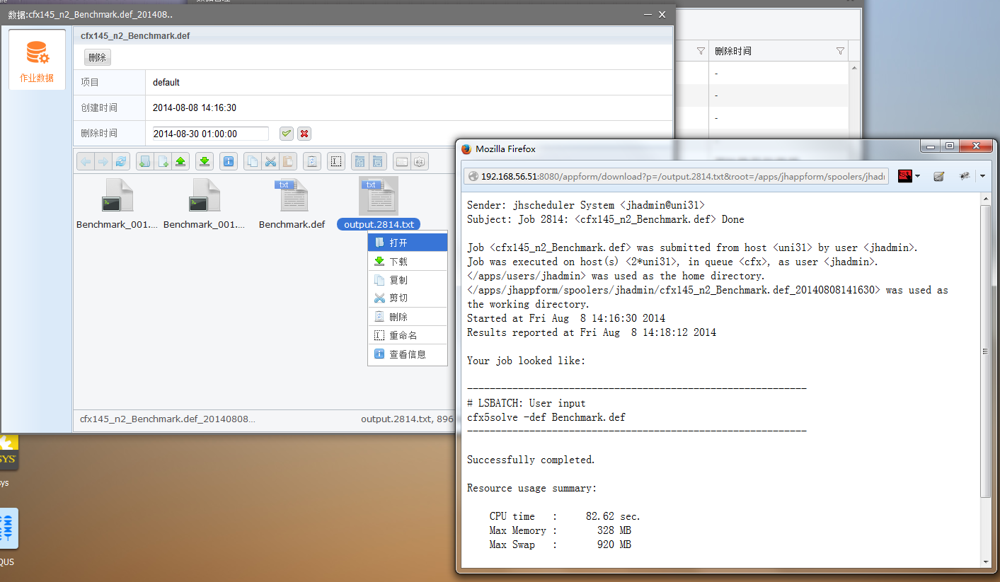 数据:cfx145_n2_Benchmark.def_201408..
cfx145_n2_Benchmark.def
删除
作业数据
项目
default
创建时间
2014-08-08 14:16:30
删除时间
2014-08-30 01:00:00
txt
txt
Benchmark_001....
Benchmark_001....
Benchmark.def
output.2814.txt
打开
下载
复制
剪切
删除
重命名
查看信息
cfx145_n2_Benchmark.def_20140808...
output.2814.txt, 896
删除时间
-
-
-
Mozilla Firefox
192.168.56.51:8080/appform/download?p=/output.2814.txt&root=/apps/jhappform/spoolers/jhadi
Sender: jhscheduler System <jhadmin@uni31>
Subject: Job 2814: <cfx145_n2_Benchmark.def> Done
Job <cfx145_n2_Benchmark.def> was submitted from host <uni31> by user <jhadmin>.
Job was executed on host(s) <2*uni31>, in queue <cfx>, as user <jhadmin>.
</apps/users/jhadmin> was used as the home directory.
</apps/jhappform/spoolers/jhadmin/cfx145_n2_Benchmark.def_20140808141630> was used as
the working directory.
Started at Fri Aug  8 14:16:30 2014
Results reported at Fri Aug  8 14:18:12 2014
Your job looked like:
------------------------------------------------------------
# LSBATCH: User input
cfx5solve -def Benchmark.def
------------------------------------------------------------
Successfully completed.
Resource usage summary:
CPU time   :     82.62 sec.
Max Memory :       328 MB
Max Swap   :       920 MB
SYS
sys
QUS